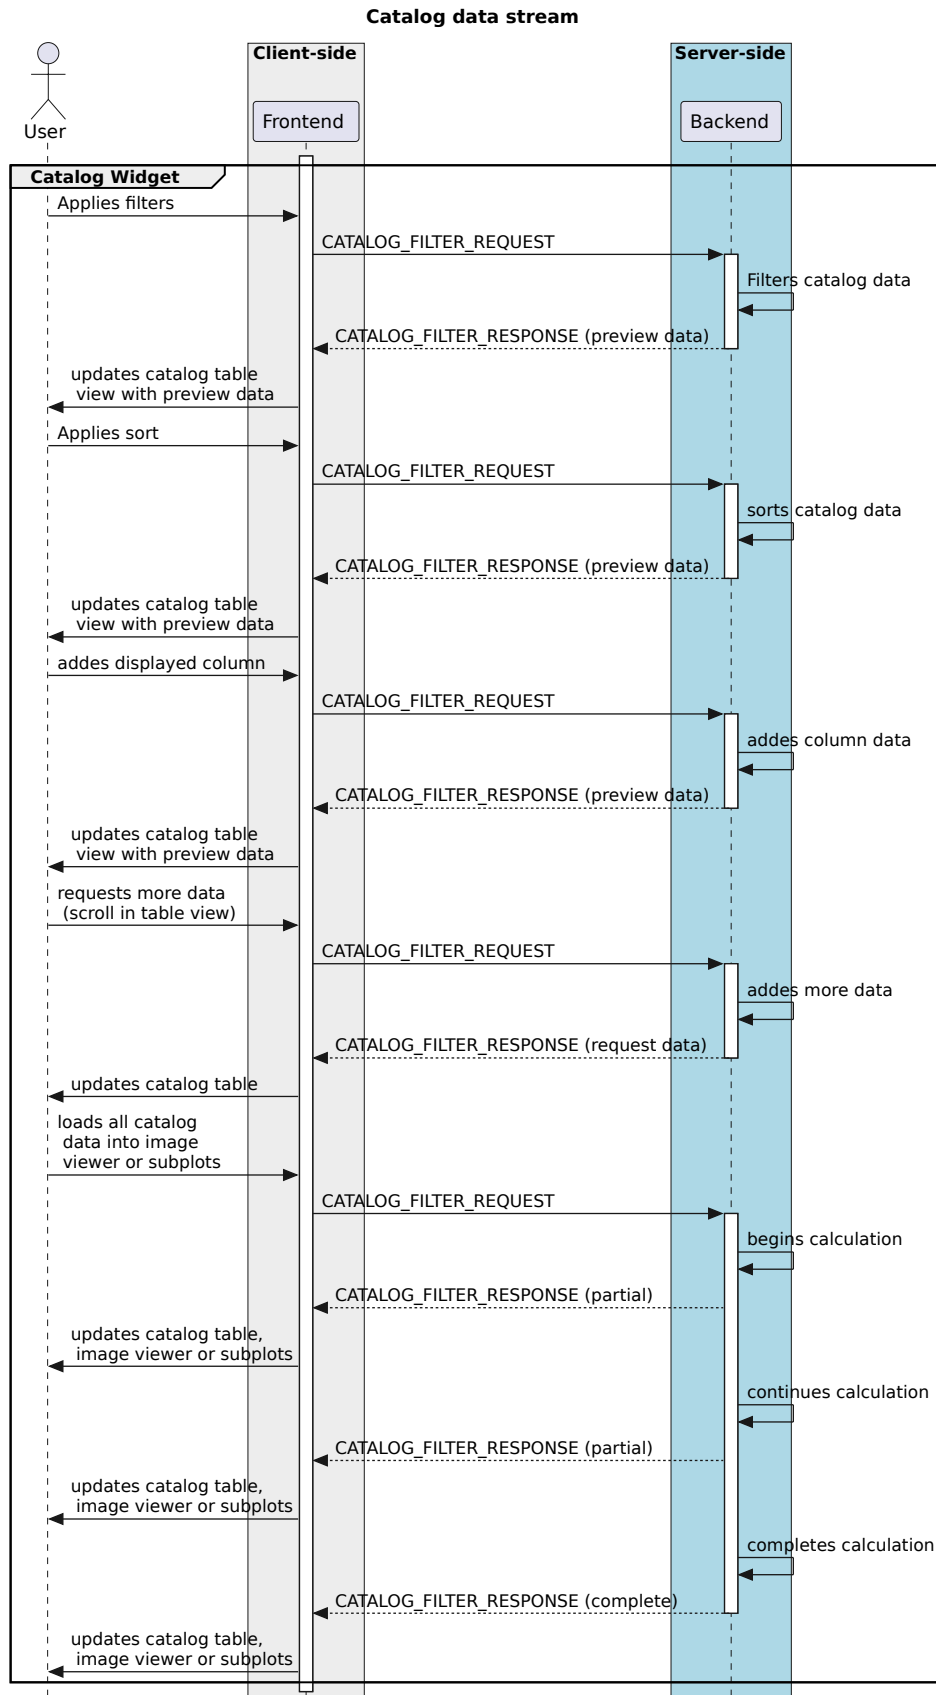 Catalog data stream
Client-side
Server-side
User
Frontend
Backend
Catalog Widget
Applies filters
CATALOG_FILTER_REQUEST
Filters catalog data
CATALOG_FILTER_RESPONSE (preview data)
updates catalog table
view with preview data
Applies sort
CATALOG_FILTER_REQUEST
sorts catalog data
CATALOG_FILTER_RESPONSE (preview data)
updates catalog table
view with preview data
addes displayed column
CATALOG_FILTER_REQUEST
addes column data
CATALOG_FILTER_RESPONSE (preview data)
updates catalog table
view with preview data
requests more data
(scroll in table view)
CATALOG_FILTER_REQUEST
addes more data
CATALOG_FILTER_RESPONSE (request data)
updates catalog table
loads all catalog
data into image
viewer or subplots
CATALOG_FILTER_REQUEST
begins calculation
CATALOG_FILTER_RESPONSE (partial)
updates catalog table,
image viewer or subplots
continues calculation
CATALOG_FILTER_RESPONSE (partial)
updates catalog table,
image viewer or subplots
completes calculation
CATALOG_FILTER_RESPONSE (complete)
updates catalog table,
image viewer or subplots